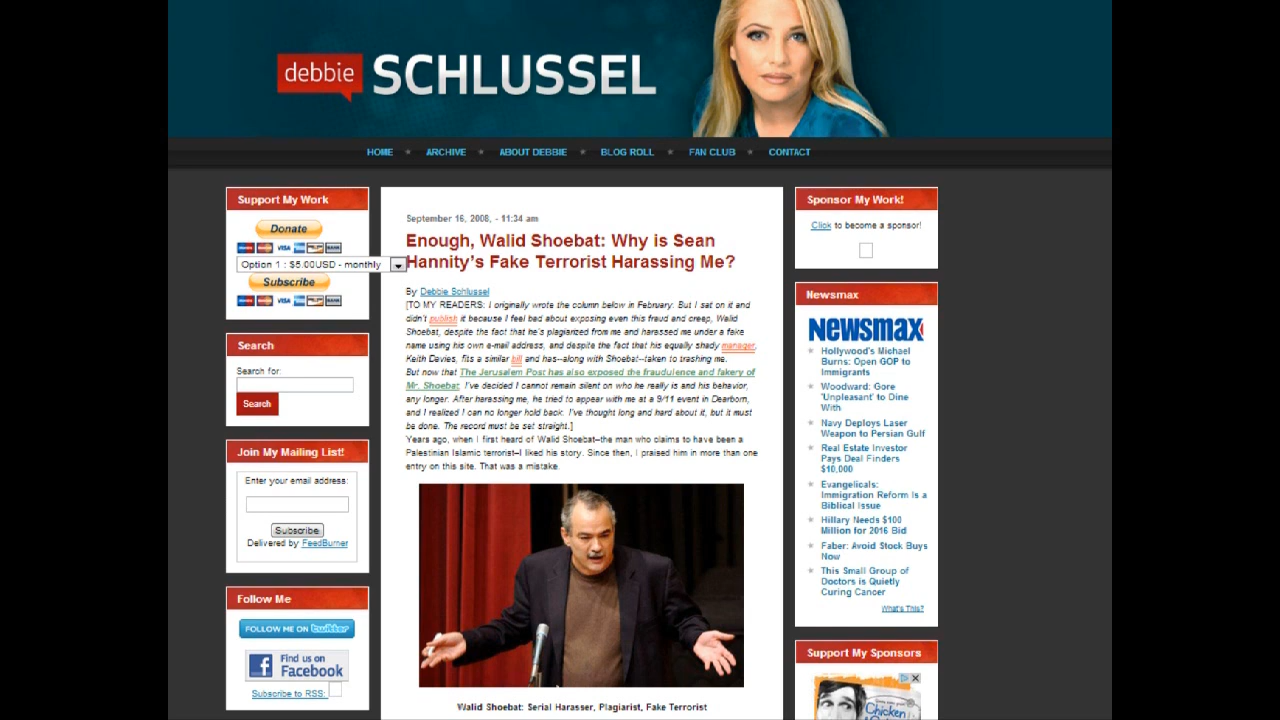 debbie SCHLUSSEL
HOME * ARCHIVE * ABOUT DEBBIE * BLOG ROLL * FAN CLUB * CONTACT
Support My Work
Donate
VISA
Option 1 : $5.00USD - monthly
Subscribe
VISA
Search
Search for:
Search
Join My Mailing List!
Enter your email address:
Subscribe
Delivered by FeedBurner
Follow Me
FOLLOW ME ON twitter
Find us on
Facebook
Subscribe to RSS:
September 16, 2008, - 11:34 am
Enough, Walid Shoebat: Why is Sean
Hannity's Fake Terrorist Harassing Me?
By Debbie Schlussel
[TO MY READERS: I originally wrote the column below in February. But I sat on it and
didn't publish it because I feel bad about exposing even this fraud and creep, Walid
Shoebat, despite the fact that he's plagiarized from me and harassed me under a fake
name using his own e-mail address, and despite the fact that his equally shady manager,
Keith Davies, fits a similar bill and has--along with Shoebat--taken to trashing me.
But now that The Jerusalem Post has also exposed the fraudulence and fakery of
Mr. Shoebat, I've decided I cannot remain silent on who he really is and his behavior,
any longer. After harassing me, he tried to appear with me at a 9/11 event in Dearborn,
and I realized I can no longer hold back. I've thought long and hard about it, but it must
be done. The record must be set straight.]
Years ago, when I first heard of Walid Shoebat–the man who claims to have been a
Palestinian Islamic terrorist–I liked his story. Since then, I praised him in more than one
entry on this site. That was a mistake.
Walid Shoebat: Serial Harasser, Plagiarist, Fake Terrorist
Sponsor My Work!
Click to become a sponsor!
Newsmax
Newsmax
Hollywood's Michael
Burns: Open GOP to
Immigrants
Woodward: Gore
'Unpleasant' to Dine
With
Navy Deploys Laser
Weapon to Persian Gulf
Real Estate Investor
Pays Deal Finders
$10,000
Evangelicals:
Immigration Reform Is a
Biblical Issue
Hillary Needs $100
Million for 2016 Bid
Faber: Avoid Stock Buys
Now
This Small Group of
Doctors is Quietly
Curing Cancer
What's This?
Support My Sponsors
Chicken